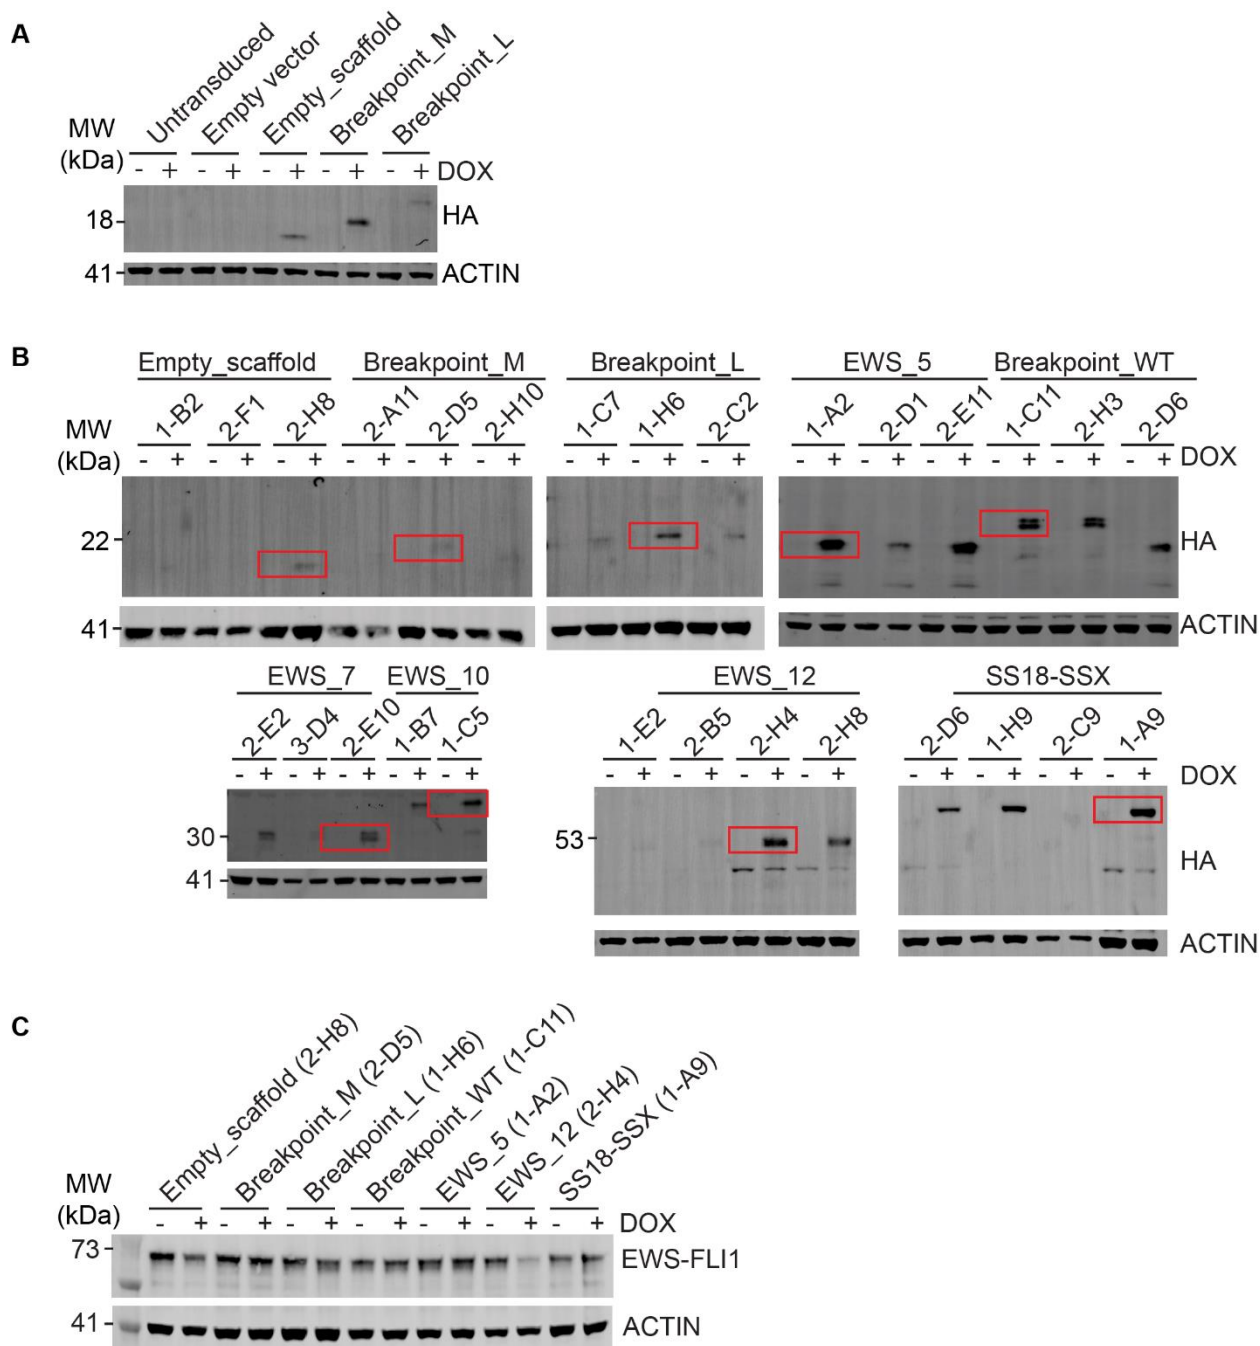 A
Untransduced
Empty vector
Empty_scaffold
Breakpoint_M
Breakpoint_L
MW
(kDa)
- + - + - + - + - + DOX
18 HA
41 ACTIN
B
Empty_scaffold Breakpoint_M Breakpoint_L EWS_5 Breakpoint_WT
1-B2 2-F1 2-H8 2-A11 2-D5 2-H10 1-C7 1-H6 2-C2 1-A2 2-D1 2-E11 1-C11 2-H3 2-D6
MW
(kDa)
- + - + - + - + - + - + - + - + - + - + - + - + - + - + - + DOX
22 HA
41 ACTIN
EWS_7 EWS_10 EWS_12 SS18-SSX
2-E2 3-D4 2-E10 1-B7 1-C5 1-E2 2-B5 2-H4 2-H8 2-D6 1-H9 2-C9 1-A9
- + - + - + - + - + - + - + - + - + - + - + - + - + DOX
30 53 HA
41 ACTIN
C
Empty_scaffold (2-H8)
Breakpoint_M (2-D5)
Breakpoint_L (1-H6)
Breakpoint_WT (1-C11)
EWS_5 (1-A2)
EWS_12 (2-H4)
SS18-SSX (1-A9)
MW
(kDa)
- + - + - + - + - + - + - + DOX
73 EWS-FLI1
41 ACTIN